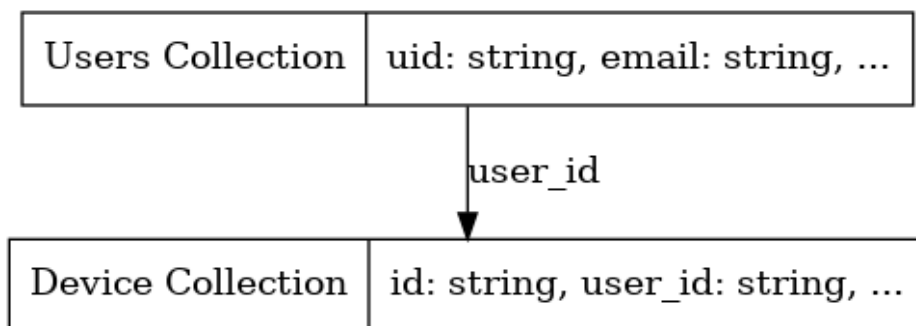 Users Collection uid: string, email: string, ...
user_id
Device Collection id: string, user_id: string, ...